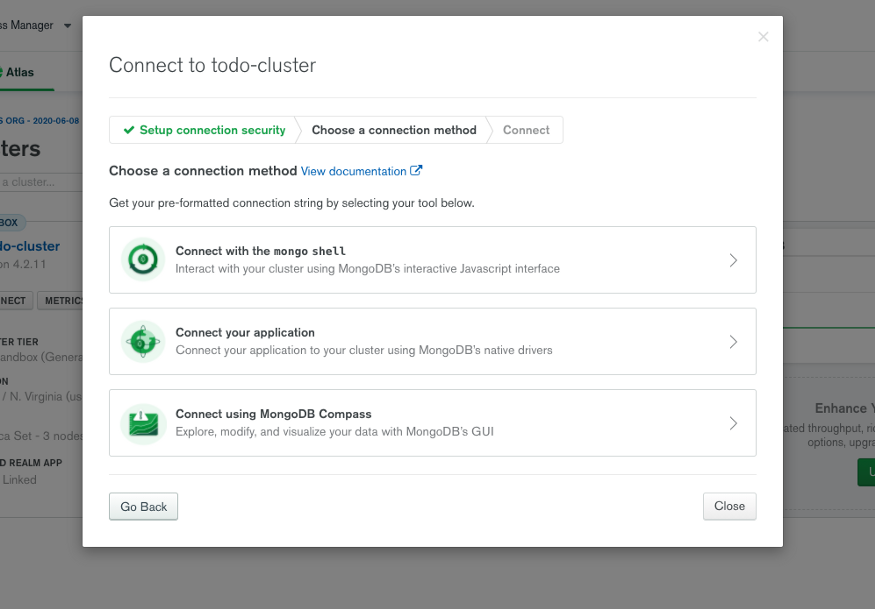 ss Manager
Atlas
S ORG - 2020-06-08
ters
a cluster...
BOX
do-cluster
on 4.2.11
NECT
METRICS
ER TIER
andbox (Genera
ON
/ N. Virginia (us
ca Set - 3 nodes
D REALM APP
Linked
Connect to todo-cluster
Setup connection security
Choose a connection method
Connect
Choose a connection method View documentation
Get your pre-formatted connection string by selecting your tool below.
Connect with the mongo shell
Interact with your cluster using MongoDB's interactive Javascript interface
Connect your application
Connect your application to your cluster using MongoDB's native drivers
Connect using MongoDB Compass
Explore, modify, and visualize your data with MongoDB's GUI
Go Back
Close
Enhance Y
ated throughput, ric
options, upgra